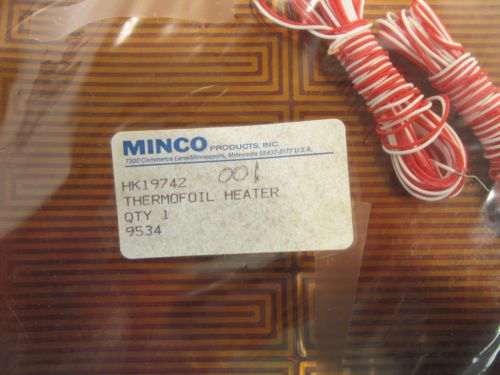 MINCO PRODUCTS, INC.
7300 Commerce Lane/Minneapolis, Minnesota 55432-3177 U.S.A.
HK19742 001
THERMOFOIL HEATER
QTY 1
9534